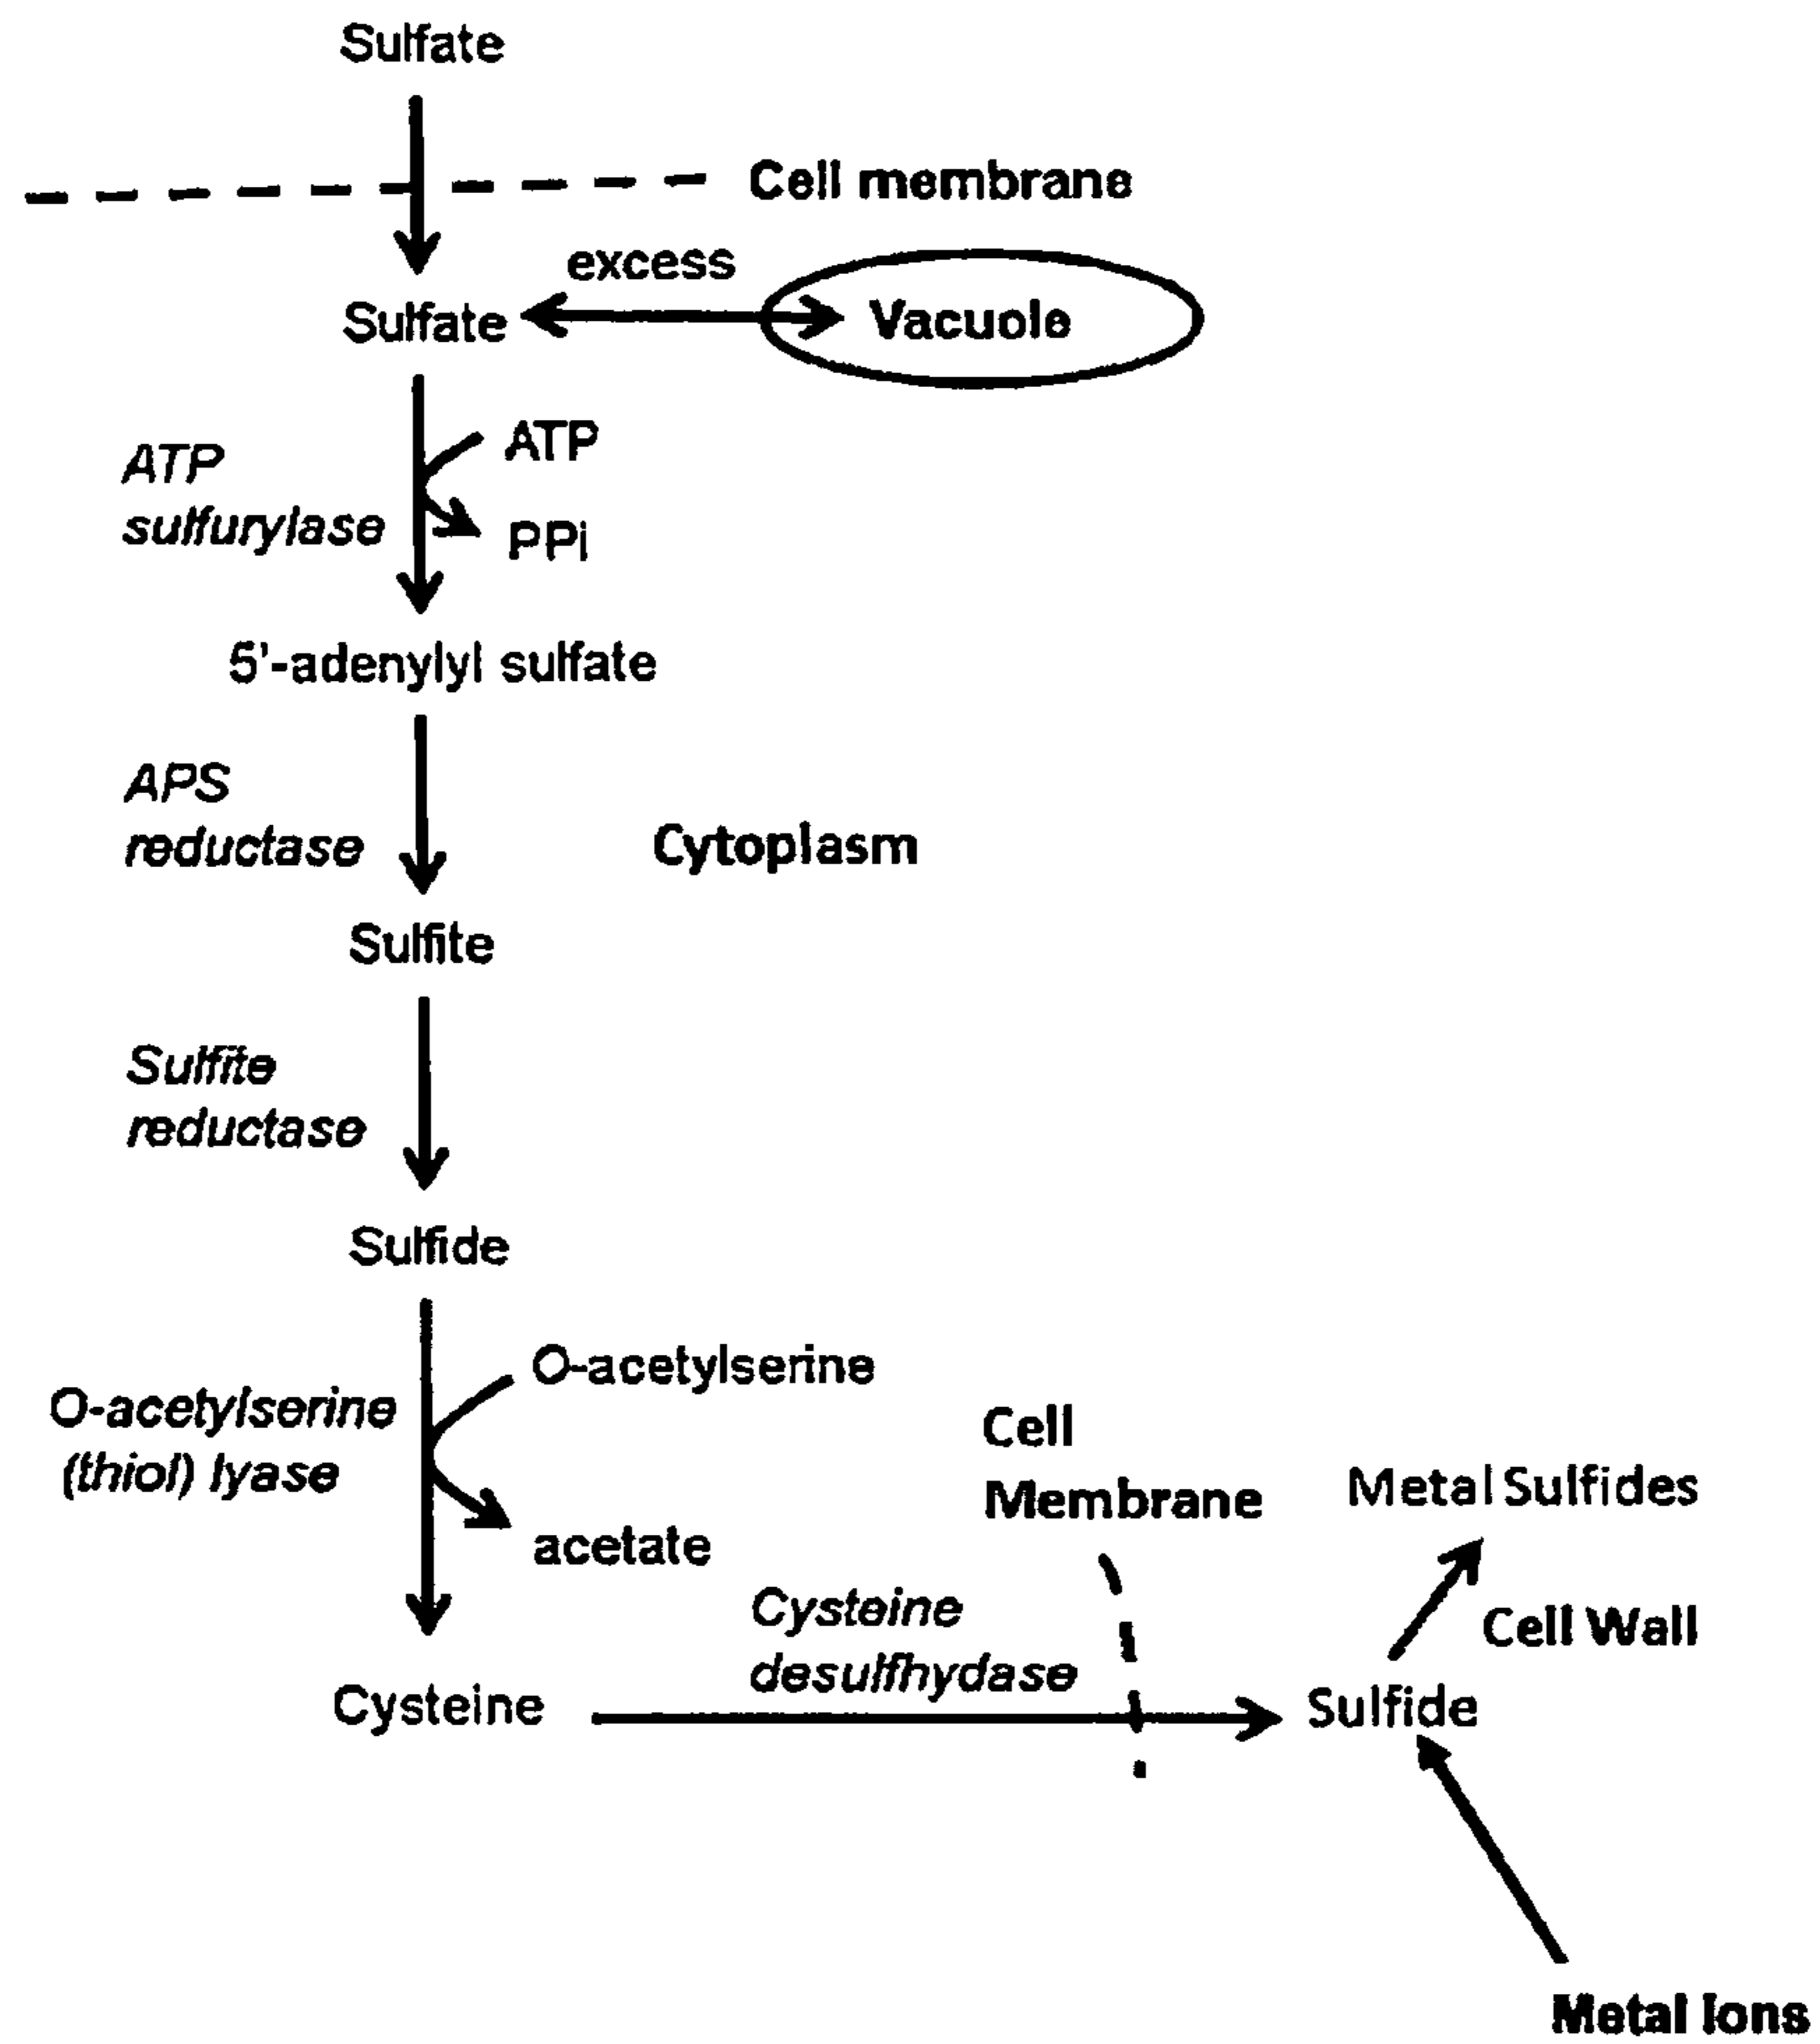 Sulfate
Cell membrane
excess
Sulfate
Vacuole
ATP
ATP
sulfurylase
PPi
5'-adenylyl sulfate
APS
reductase
Cytoplasm
Sulfite
Sulfite
reductase
Sulfide
O-acetylserine
O-acetylserine
(thiol) lyase
acetate
Cell
Membrane
Metal Sulfides
Cysteine
desulfhydase
Cell Wall
Cysteine
Sulfide
Metal Ions